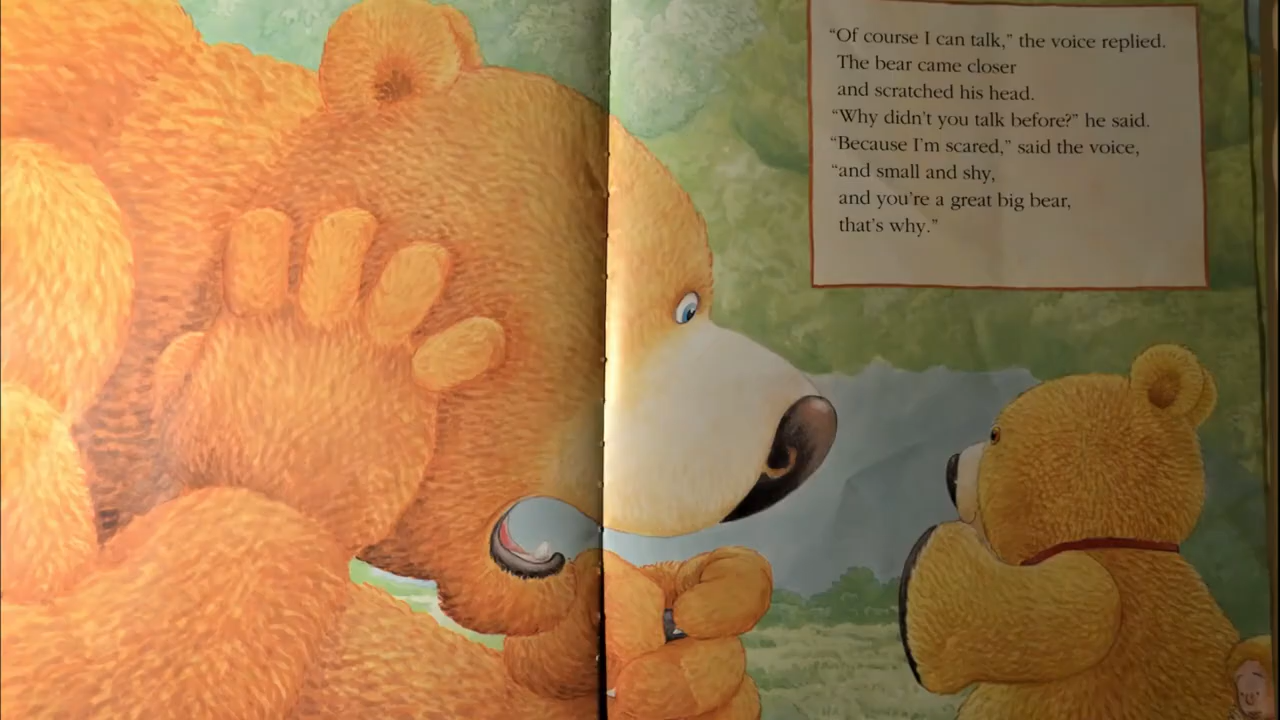 “Of course I can talk,” the voice replied.
The bear came closer
and scratched his head.
“Why didn't you talk before?” he said.
“Because I'm scared,” said the voice,
“and small and shy,
and you're a great big bear,
that's why.”